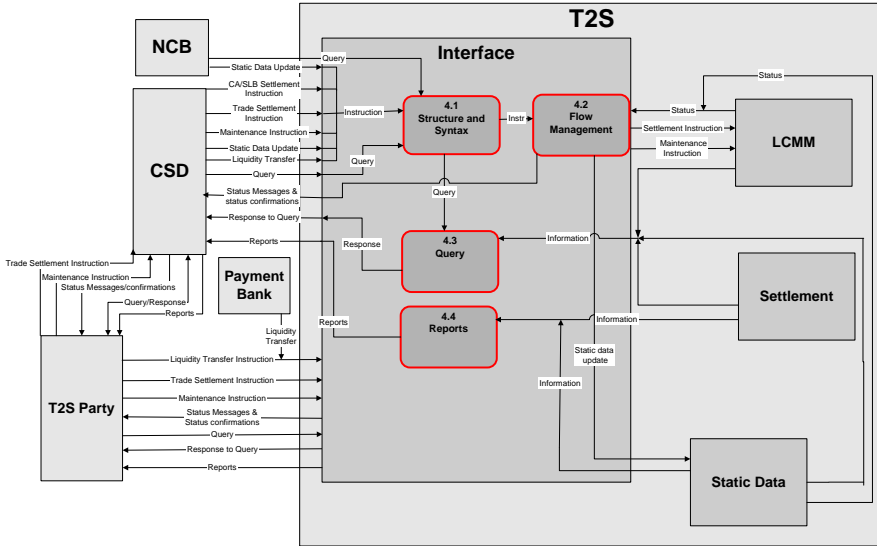 T2S
Interface
NCB
Query
Static Data Update
CA/SLB Settlement
Instruction
Trade Settlement
Instruction
Instruction
Maintenance Instruction
Static Data Update
Liquidity Transfer
Query
Query
CSD
4.1
Structure and
Syntax
Instr
4.2
Flow
Management
Status
Status
Settlement Instruction
Maintenance
Instruction
LCMM
Status Messages &
status confirmations
Query
Response to Query
Response
Reports
4.3
Query
Information
Trade Settlement Instruction
Maintenance Instruction
Status Messages/confirmations
Query/Response
Reports
Payment
Bank
Settlement
Liquidity
Transfer
Reports
4.4
Reports
Information
Static data
update
Information
T2S Party
Liquidity Transfer Instruction
Trade Settlement Instruction
Maintenance Instruction
Status Messages &
Status confirmations
Query
Response to Query
Reports
Static Data